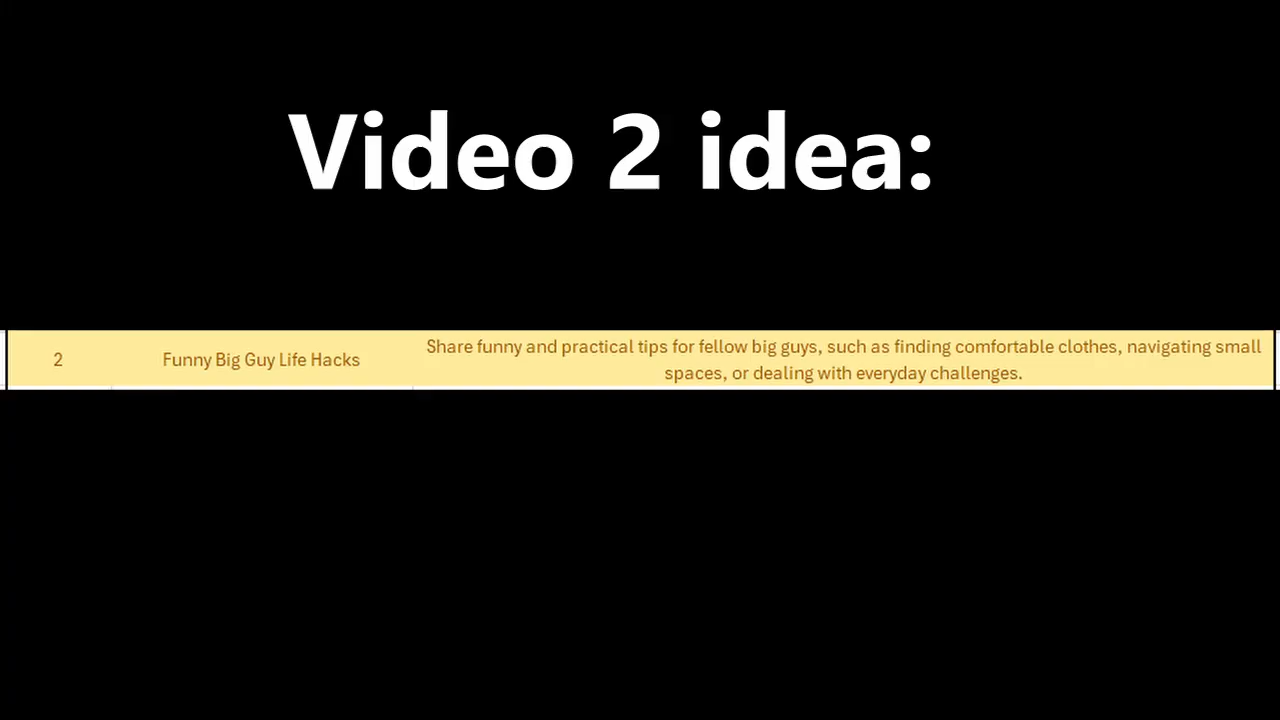 Video 2 idea:
2
Funny Big Guy Life Hacks
Share funny and practical tips for fellow big guys, such as finding comfortable clothes, navigating small
spaces, or dealing with everyday challenges.